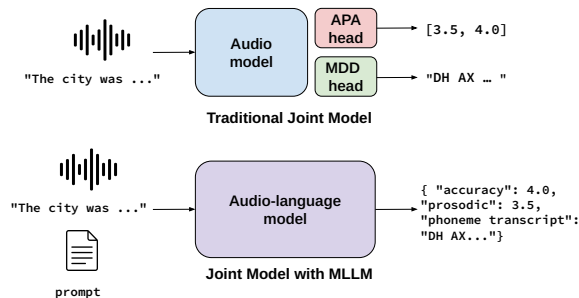 "The city was ..."
Audio
model
APA
head
MDD
head
[3.5, 4.0]
"DH AX … "
Traditional Joint Model
"The city was ..."
prompt
Audio-language
model
{ "accuracy": 4.0,
"prosodic": 3.5,
"phoneme transcript":
"DH AX..."}
Joint Model with MLLM